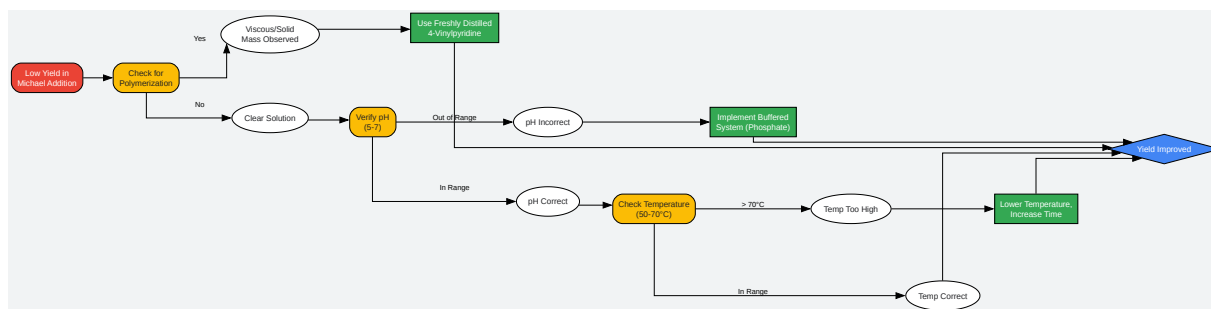 Low Yield in
Michael Addition
Check for
Polymerization
Yes
Viscous/Solid
Mass Observed
Use Freshly Distilled
4-Vinylpyridine
No
Clear Solution
Verify pH
(5-7)
Out of Range
pH Incorrect
Implement Buffered
System (Phosphate)
Yield Improved
In Range
pH Correct
Check Temperature
(50-70°C)
> 70°C
Temp Too High
Lower Temperature,
Increase Time
In Range
Temp Correct